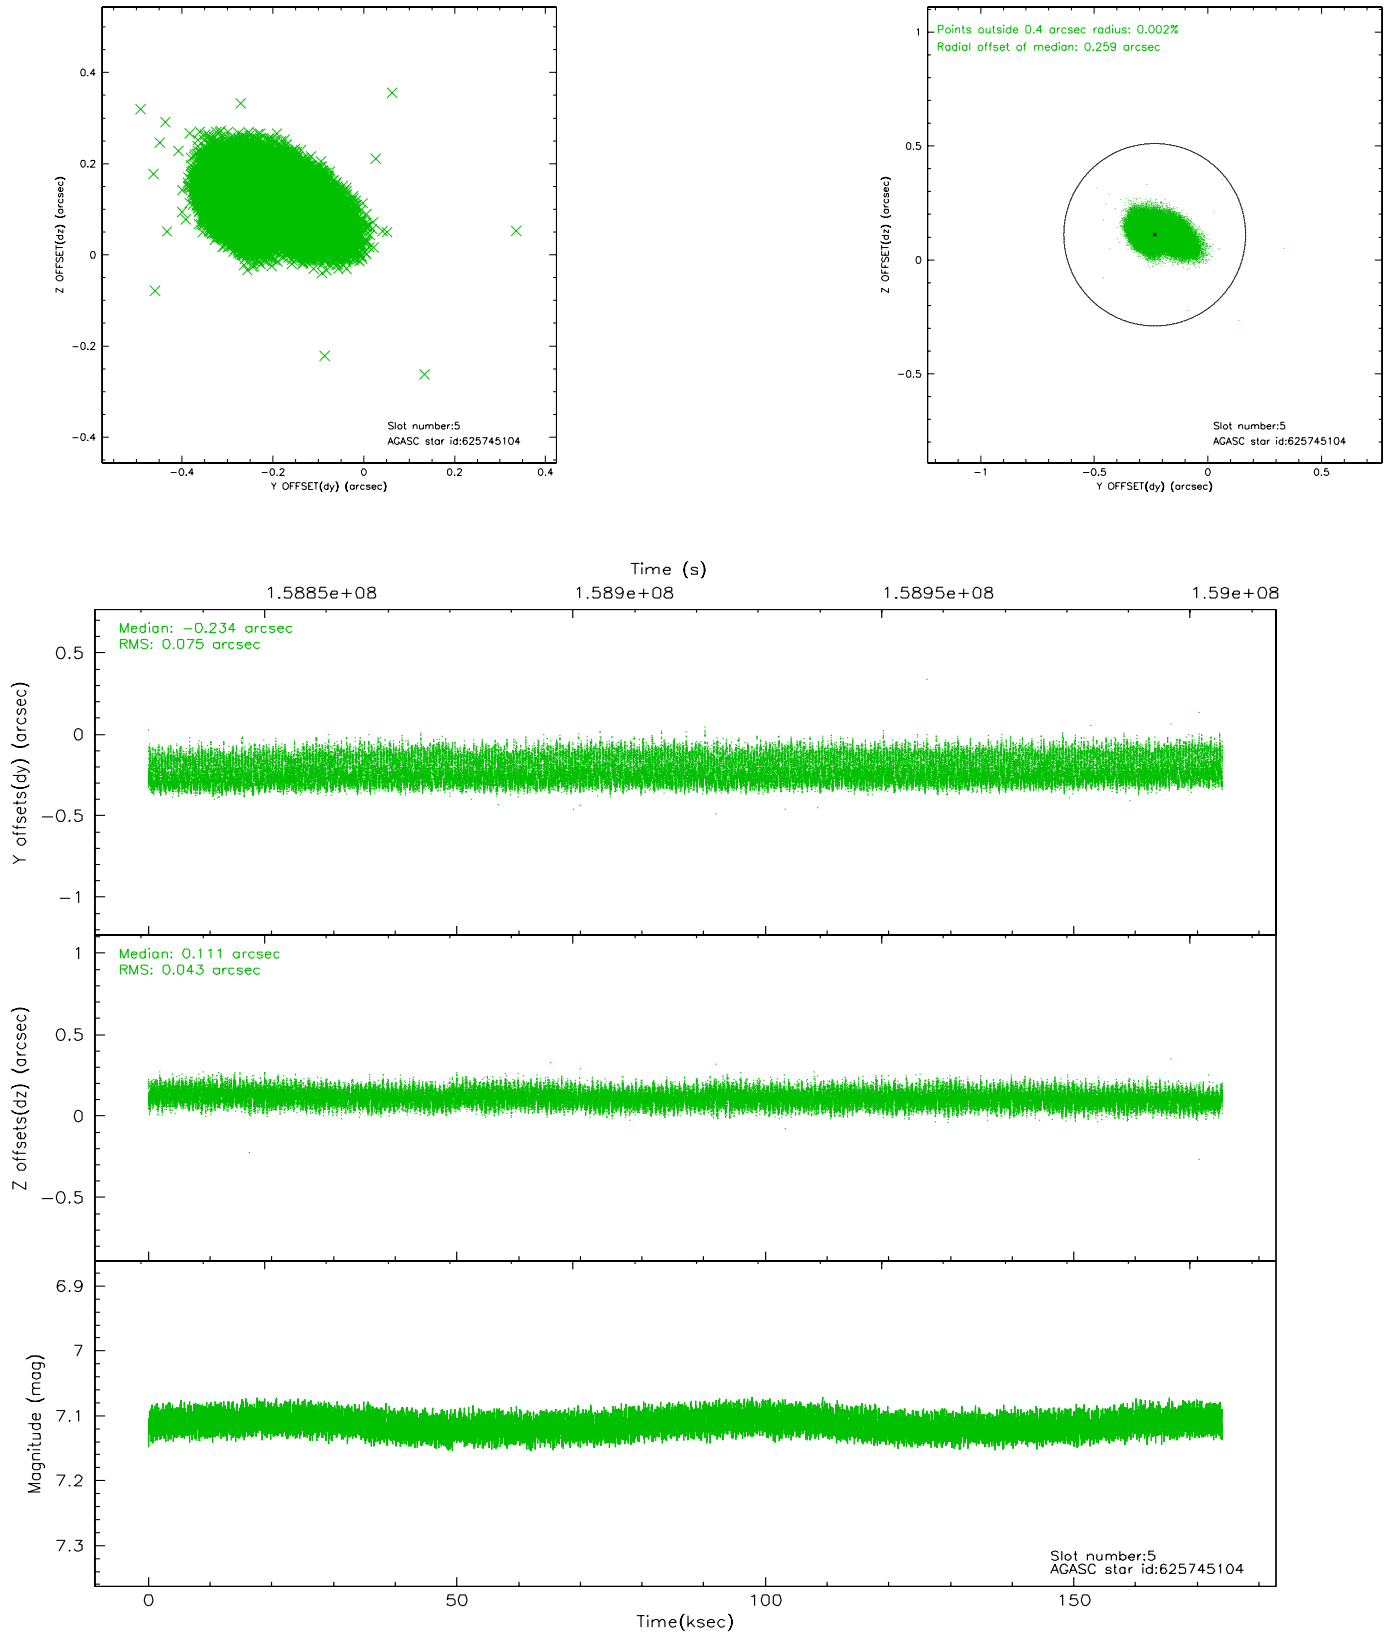 0.4
0.2
0
−0.2
−0.4
Z OFFSET(dz) (arcsec)
Slot number:5
AGASC star id:625745104
−0.4 −0.2 0 0.2 0.4
Y OFFSET(dy) (arcsec)
Points outside 0.4 arcsec radius: 0.002%
Radial offset of median: 0.259 arcsec
1
0.5
0
−0.5
Z OFFSET(dz) (arcsec)
Slot number:5
AGASC star id:625745104
−1 −0.5 0 0.5
Y OFFSET(dy) (arcsec)
Time (s)
1.5885e+08 1.589e+08 1.5895e+08 1.59e+08
Median: −0.234 arcsec
RMS: 0.075 arcsec
0.5
0
−0.5
−1
Y offsets(dy) (arcsec)
Median: 0.111 arcsec
RMS: 0.043 arcsec
1
0.5
0
−0.5
Z offsets(dz) (arcsec)
6.9
7
7.1
7.2
7.3
Magnitude (mag)
Slot number:5
AGASC star id:625745104
0 50 100 150
Time(ksec)